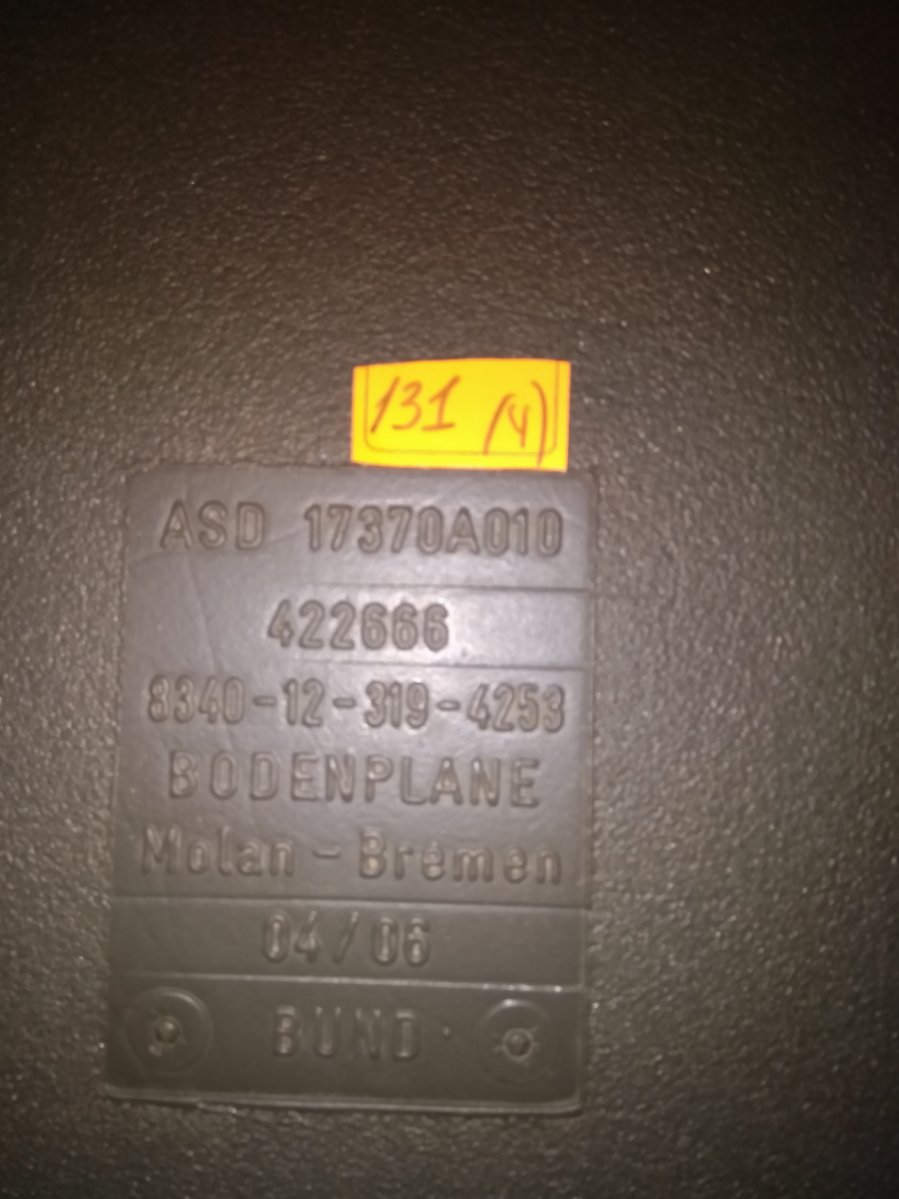 131 (4)
ASD 17370A010
422666
8340-12-319-4253
BODENPLANE
Molan - Bremen
04/06
BUND